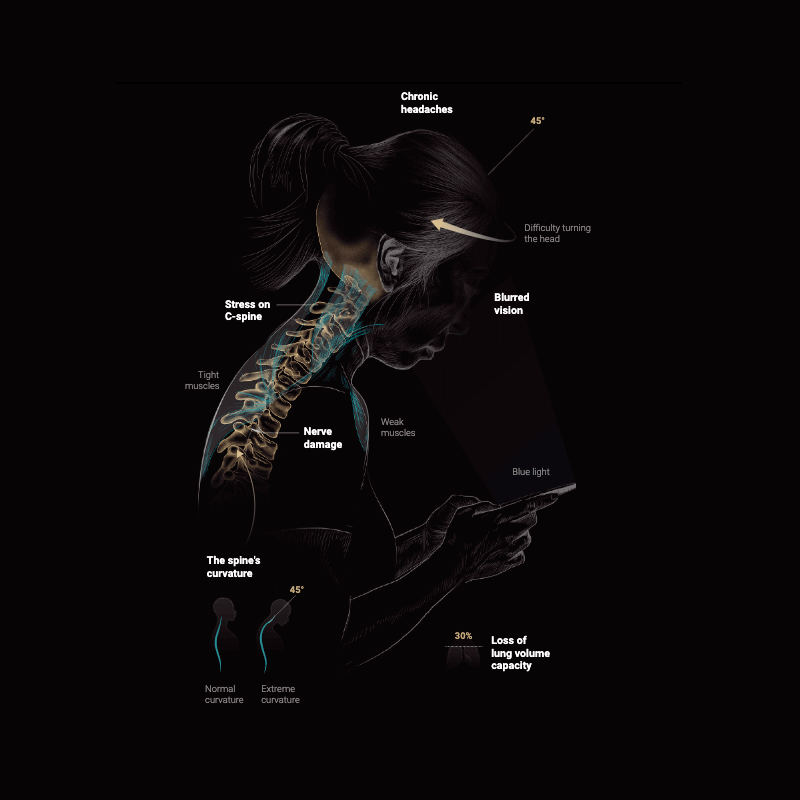 Chronic
headaches
45°
Difficulty turning
the head
Blurred
vision
Stress on
C-spine
Tight
muscles
Weak
muscles
Nerve
damage
Blue light
The spine's
curvature
45°
Normal
curvature
Extreme
curvature
30%
Loss of
lung volume
capacity